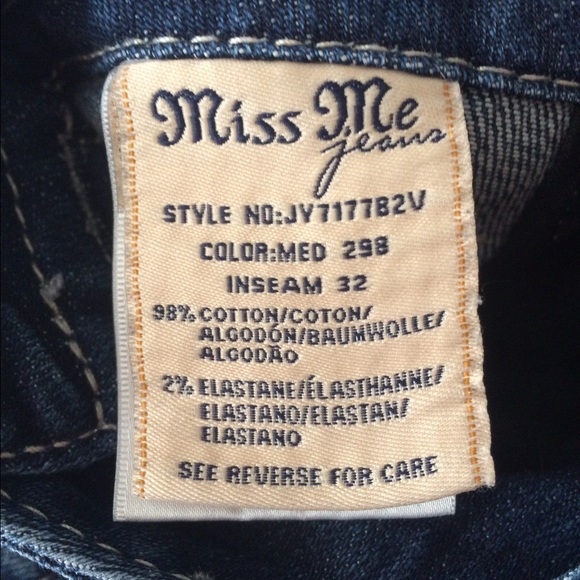 Miss Me
jeans
STYLE NO:JY7177B2V
COLOR:MED 298
INSEAM 32
98% COTTON/COTON/
ALGODÓN/BAUMWOLLE/
ALGODÃO
2% ELASTANE/ÉLASTHANNE/
ELASTANO/ELASTAN/
ELASTANO
SEE REVERSE FOR CARE